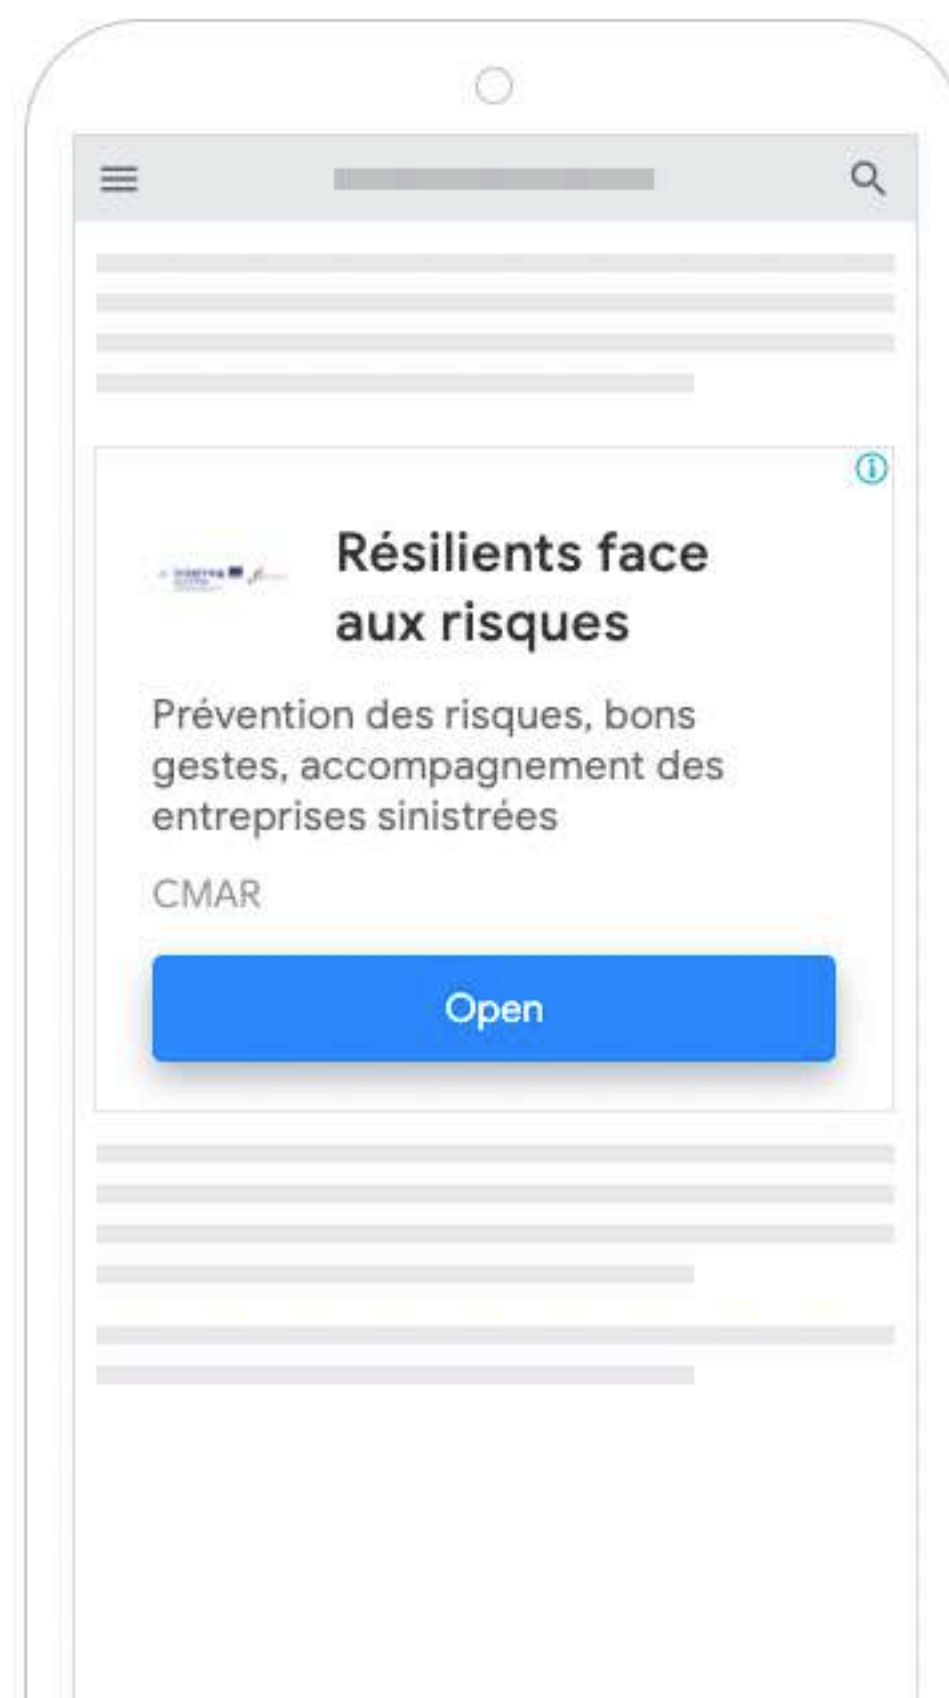 Résilients face
aux risques
Prévention des risques, bons
gestes, accompagnement des
entreprises sinistrées
CMAR
Open